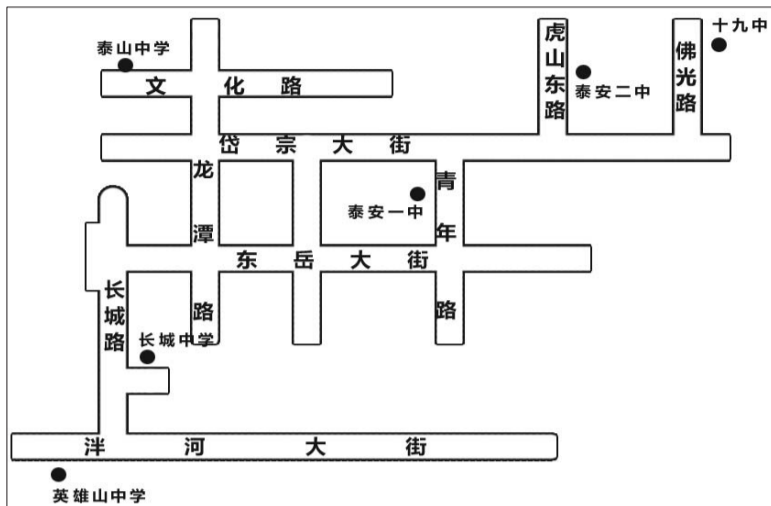 十九中
泰山中学
虎山东路
佛光路
泰安二中
文化路
岱宗大街
龙潭路
青年路
泰安一中
东岳大街
长城路
长城中学
泮河大街
英雄山中学